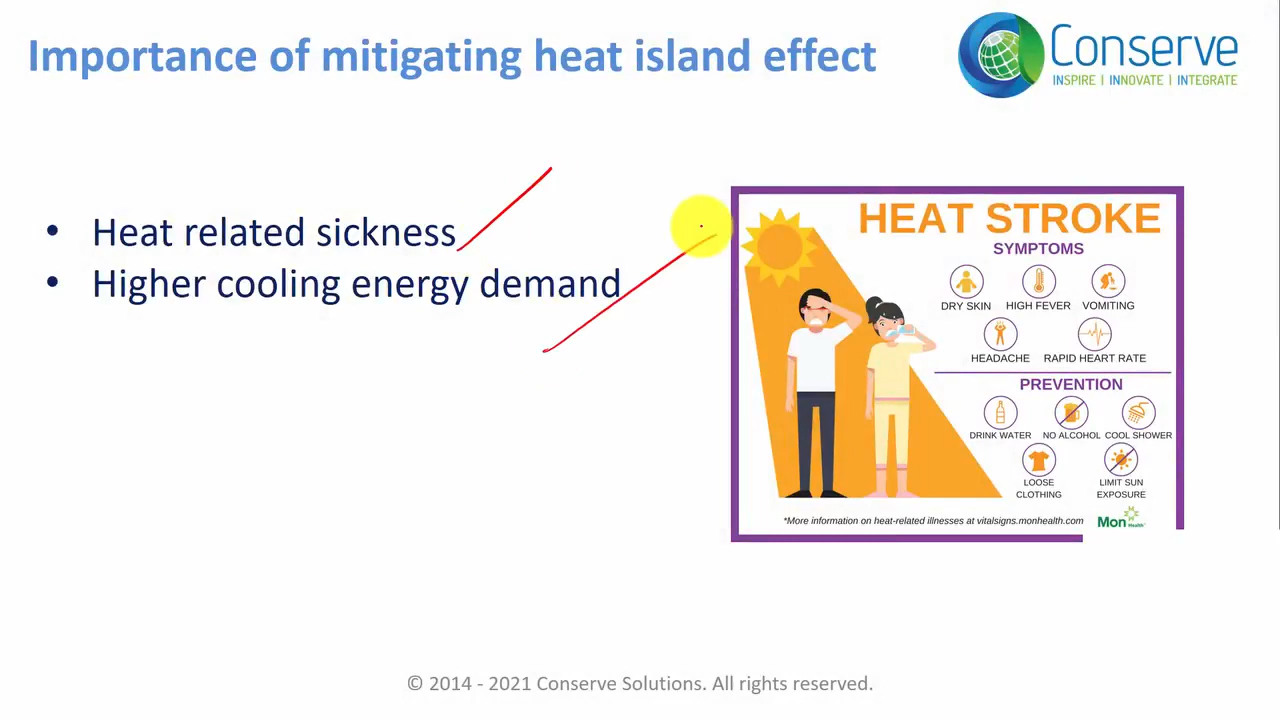 Importance of mitigating heat island effect
Conserve
INSPIRE | INNOVATE | INTEGRATE
• Heat related sickness
• Higher cooling energy demand
HEAT STROKE
SYMPTOMS
DRY SKIN HIGH FEVER VOMITING
HEADACHE RAPID HEART RATE
PREVENTION
DRINK WATER NO ALCOHOL COOL SHOWER
LOOSE CLOTHING
LIMIT SUN EXPOSURE
*More information on heat-related illnesses at vitalsigns.monhealth.com
Mon Health
© 2014 - 2021 Conserve Solutions. All rights reserved.